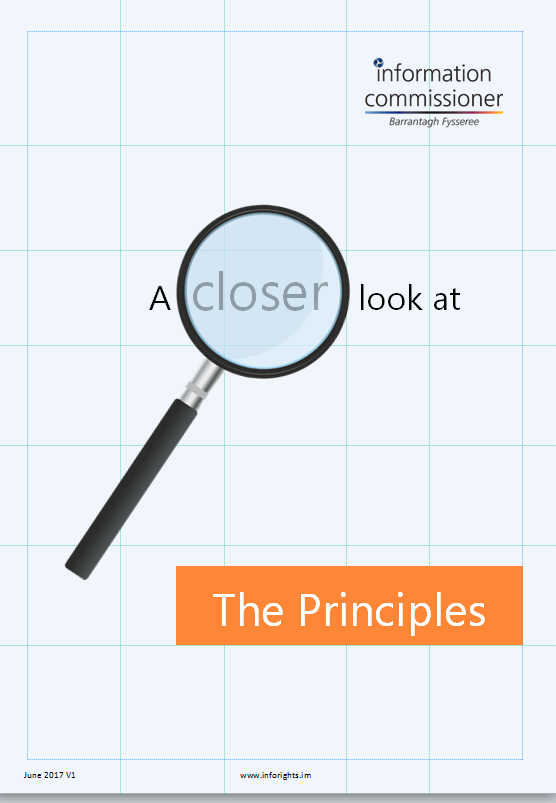 information
commissioner
Barrantagh Fysseree
A closer look at
The Principles
June 2017 V1
www.inforights.im